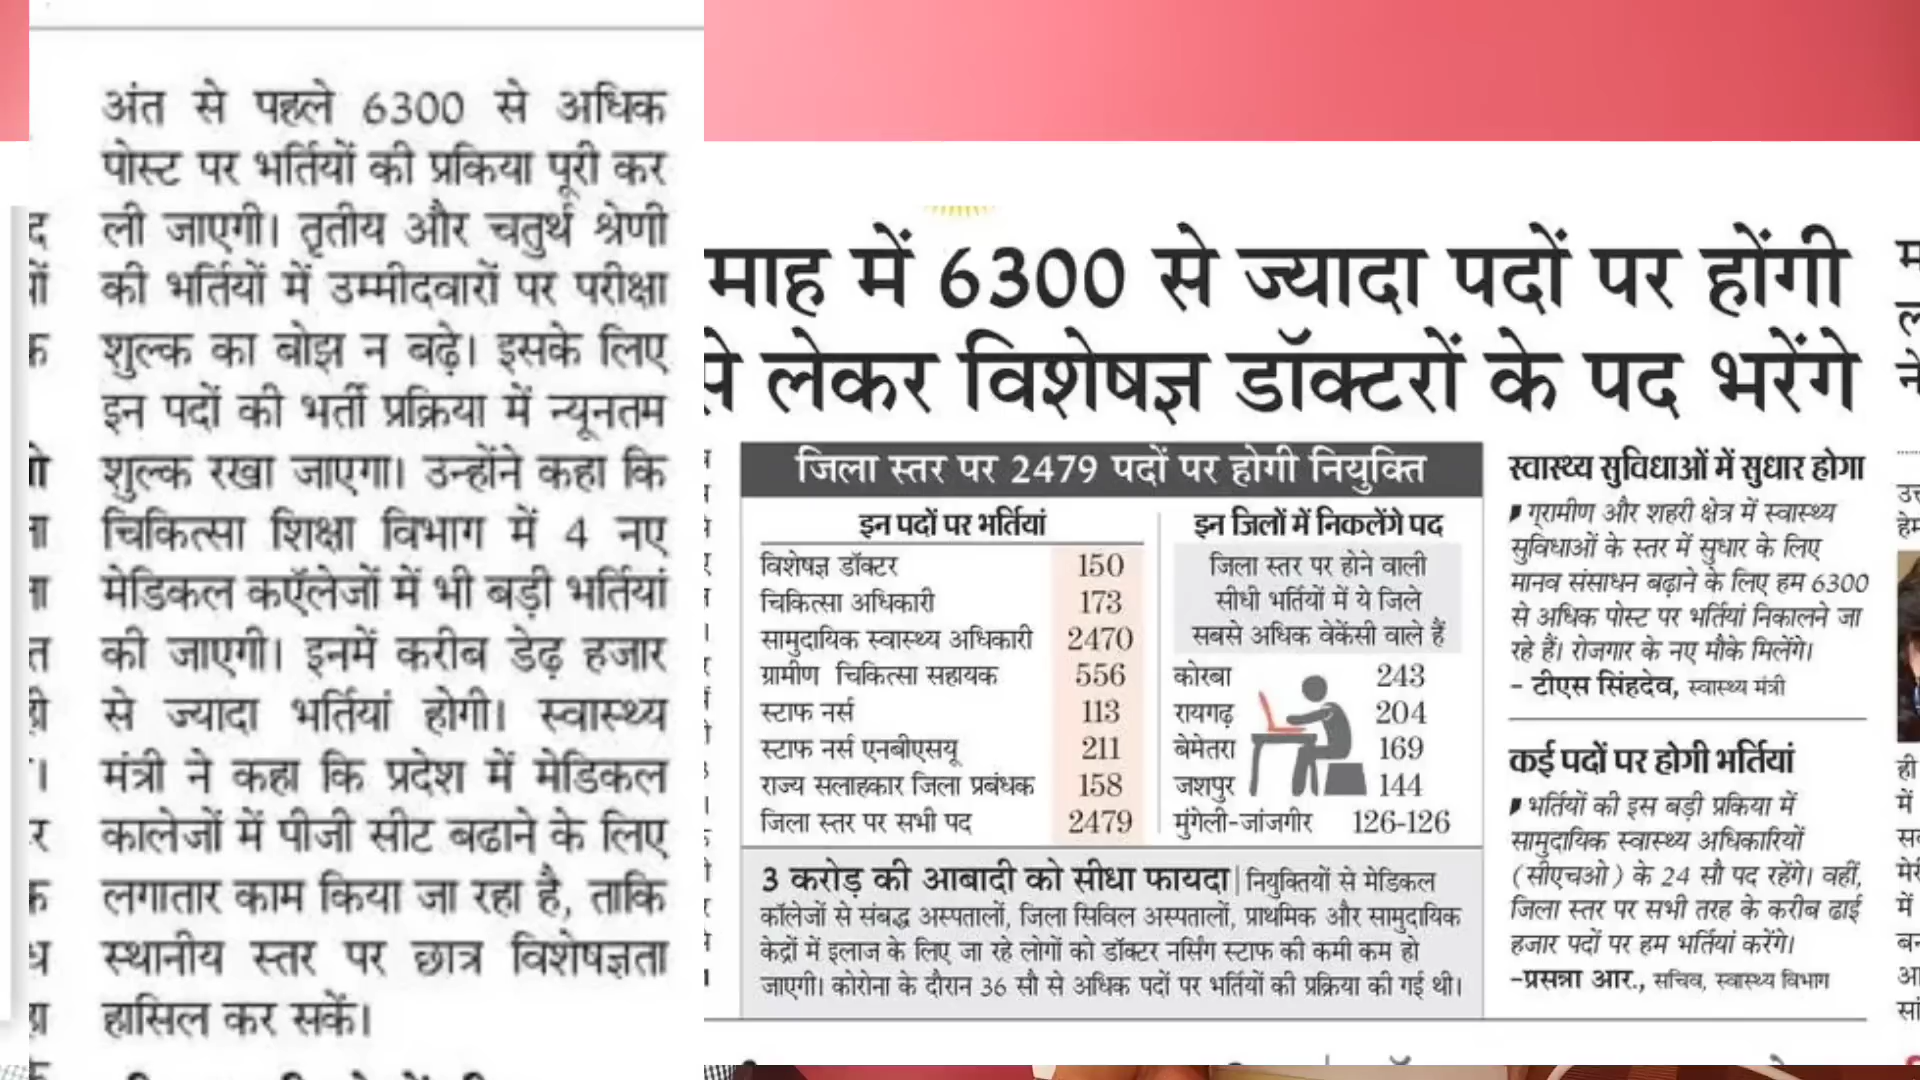 अंत से पहले 6300 से अधिक
पोस्ट पर भर्तियों की प्रकिया पूरी कर
ली जाएगी। तृतीय और चतुर्थ श्रेणी
की भर्तियों में उम्मीदवारों पर परीक्षा
शुल्क का बोझ न बढ़े। इसके लिए
इन पदों की भर्ती प्रक्रिया में न्यूनतम
शुल्क रखा जाएगा। उन्होंने कहा कि
चिकित्सा शिक्षा विभाग में 4 नए
मेडिकल कऍलेजों में भी बड़ी भर्तियां
की जाएगी। इनमें करीब डेढ़ हजार
से ज्यादा भर्तियां होगी। स्वास्थ्य
मंत्री ने कहा कि प्रदेश में मेडिकल
कालेजों में पीजी सीट बढाने के लिए
लगातार काम किया जा रहा है, ताकि
स्थानीय स्तर पर छात्र विशेषज्ञता
हासिल कर सकें।
माह में 6300 से ज्यादा पदों पर होंगी
से लेकर विशेषज्ञ डॉक्टरों के पद भरेंगे
जिला स्तर पर 2479 पदों पर होगी नियुक्ति
इन पदों पर भर्तियां
विशेषज्ञ डॉक्टर 150
चिकित्सा अधिकारी 173
सामुदायिक स्वास्थ्य अधिकारी 2470
ग्रामीण चिकित्सा सहायक 556
स्टाफ नर्स 113
स्टाफ नर्स एनबीएसयू 211
राज्य सलाहकार जिला प्रबंधक 158
जिला स्तर पर सभी पद 2479
इन जिलों में निकलेंगे पद
जिला स्तर पर होने वाली
सीधी भर्तियों में ये जिले
सबसे अधिक वेकेंसी वाले हैं
कोरबा 243
रायगढ़ 204
बेमेतरा 169
जशपुर 144
मुंगेली-जांजगीर 126-126
3 करोड़ की आबादी को सीधा फायदा | नियुक्तियों से मेडिकल
कॉलेजों से संबद्ध अस्पतालों, जिला सिविल अस्पतालों, प्राथमिक और सामुदायिक
केद्रों में इलाज के लिए जा रहे लोगों को डॉक्टर नर्सिंग स्टाफ की कमी कम हो
जाएगी। कोरोना के दौरान 36 सौ से अधिक पदों पर भर्तियों की प्रक्रिया की गई थी।
स्वास्थ्य सुविधाओं में सुधार होगा
ग्रामीण और शहरी क्षेत्र में स्वास्थ्य
सुविधाओं के स्तर में सुधार के लिए
मानव संसाधन बढ़ाने के लिए हम 6300
से अधिक पोस्ट पर भर्तियां निकालने जा
रहे हैं। रोजगार के नए मौके मिलेंगे।
- टीएस सिंहदेव, स्वास्थ्य मंत्री
कई पदों पर होगी भर्तियां
भर्तियों की इस बड़ी प्रकिया में
सामुदायिक स्वास्थ्य अधिकारियों
(सीएचओ) के 24 सौ पद रहेंगे। वहीं,
जिला स्तर पर सभी तरह के करीब ढाई
हजार पदों पर हम भर्तियां करेंगे।
-प्रसन्ना आर., सचिव, स्वास्थ्य विभाग